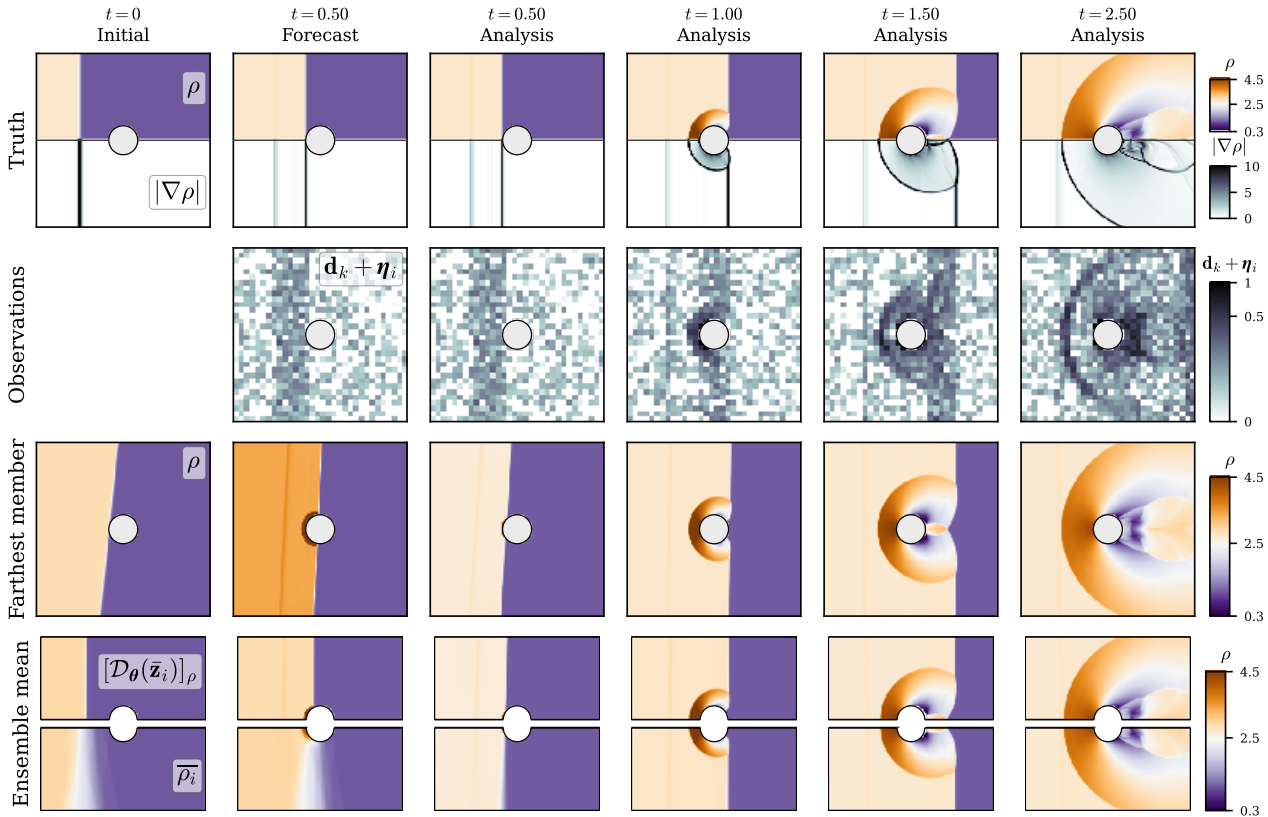 t = 0 t = 0.50 t = 0.50 t = 1.00 t = 1.50 t = 2.50
Initial Forecast Analysis Analysis Analysis Analysis
Truth
ρ
|∇ρ|
ρ
4.5
2.5
0.3
|∇ρ|
10
5
0
Observations
d_k + η_i
d_k + η_i
1
0.5
0
Farthest member
ρ
ρ
4.5
2.5
0.3
Ensemble mean
[𝒟_θ(z̄_i)]_ρ
\overline{ρ_i}
ρ
4.5
2.5
0.3